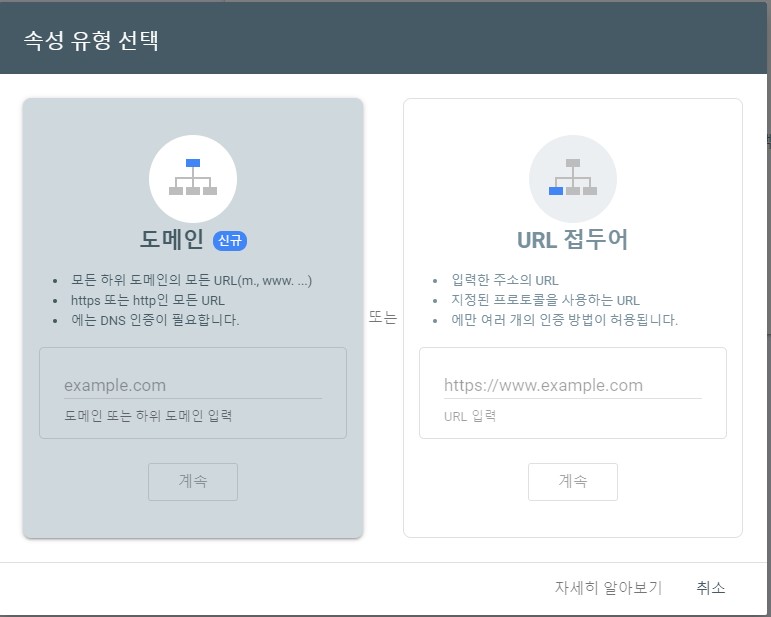 속성 유형 선택
도메인 신규
모든 하위 도메인의 모든 URL(m., www. ...)
https 또는 http인 모든 URL
에는 DNS 인증이 필요합니다.
example.com
도메인 또는 하위 도메인 입력
계속
또는
URL 접두어
입력한 주소의 URL
지정된 프로토콜을 사용하는 URL
에만 여러 개의 인증 방법이 허용됩니다.
https://www.example.com
URL 입력
계속
자세히 알아보기 취소